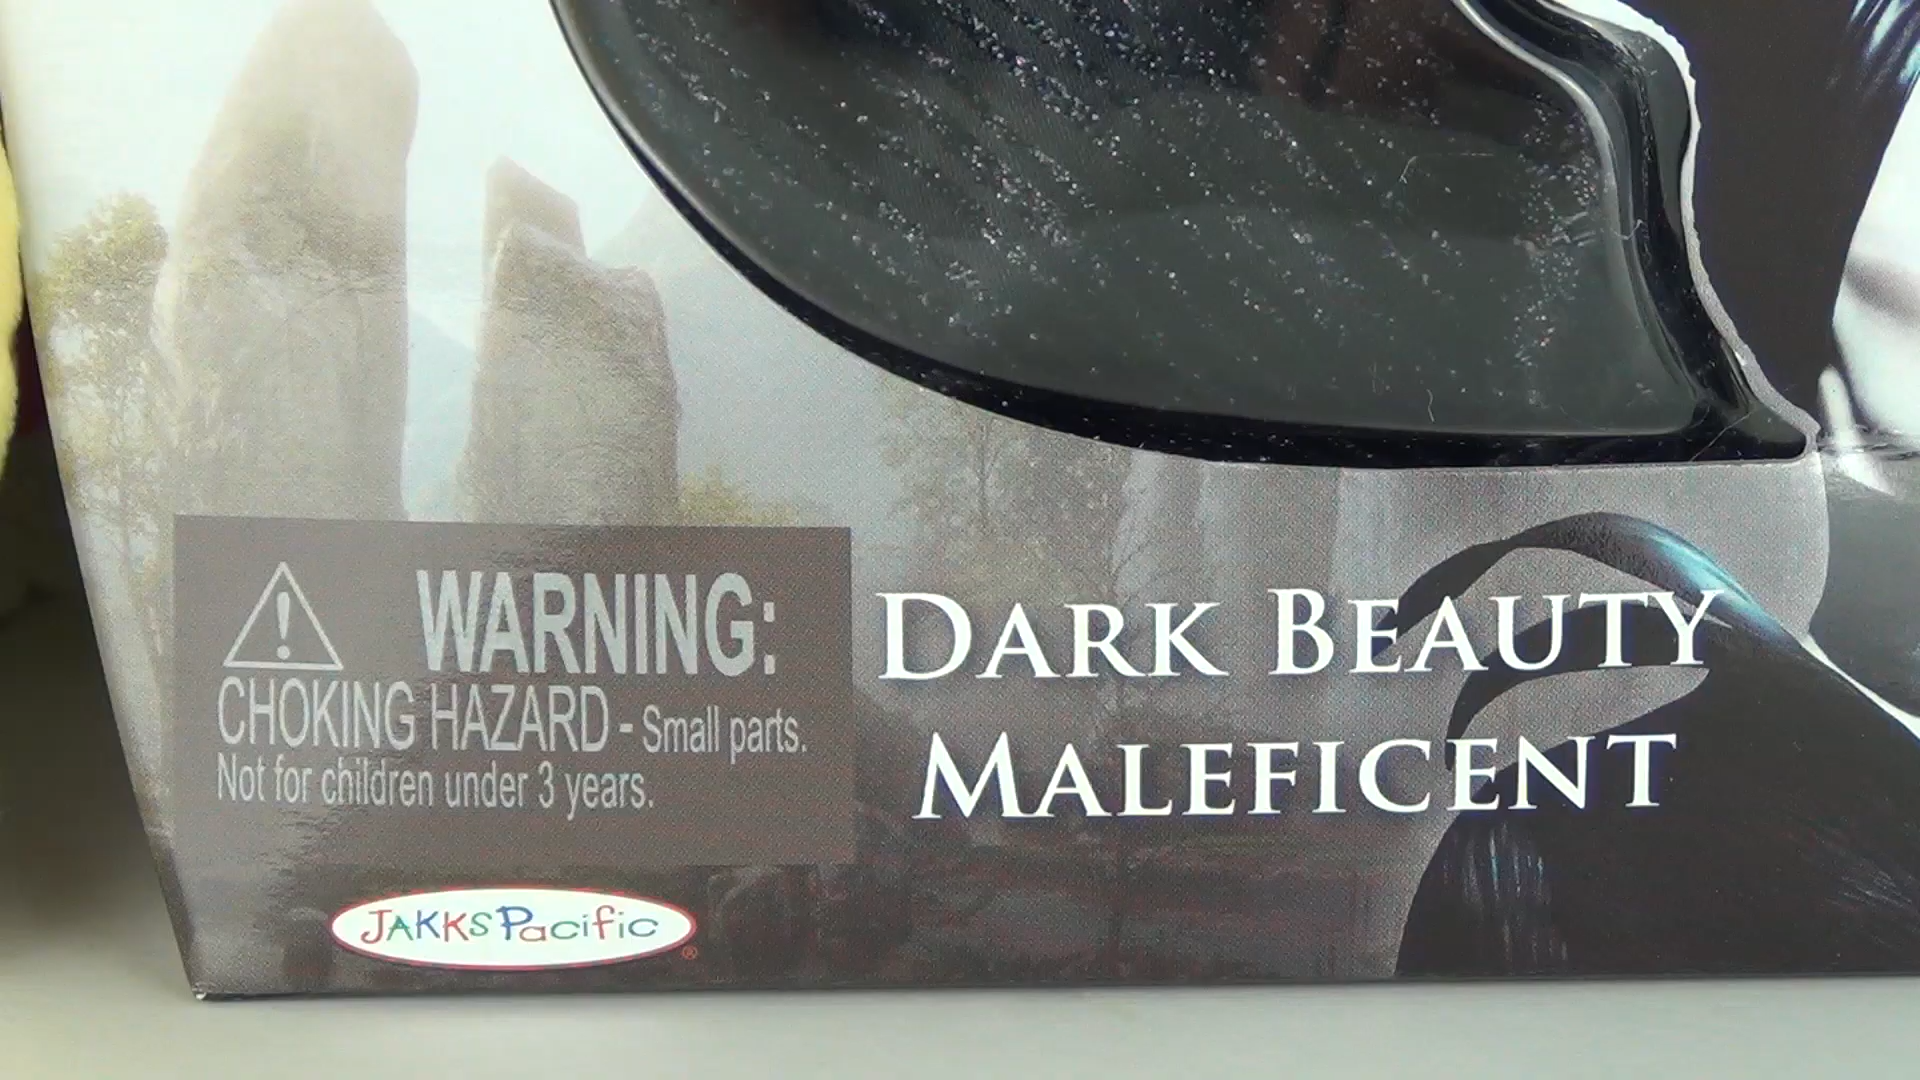 WARNING:
CHOKING HAZARD - Small parts.
Not for children under 3 years.
DARK BEAUTY
MALEFICENT
JAKKS Pacific®